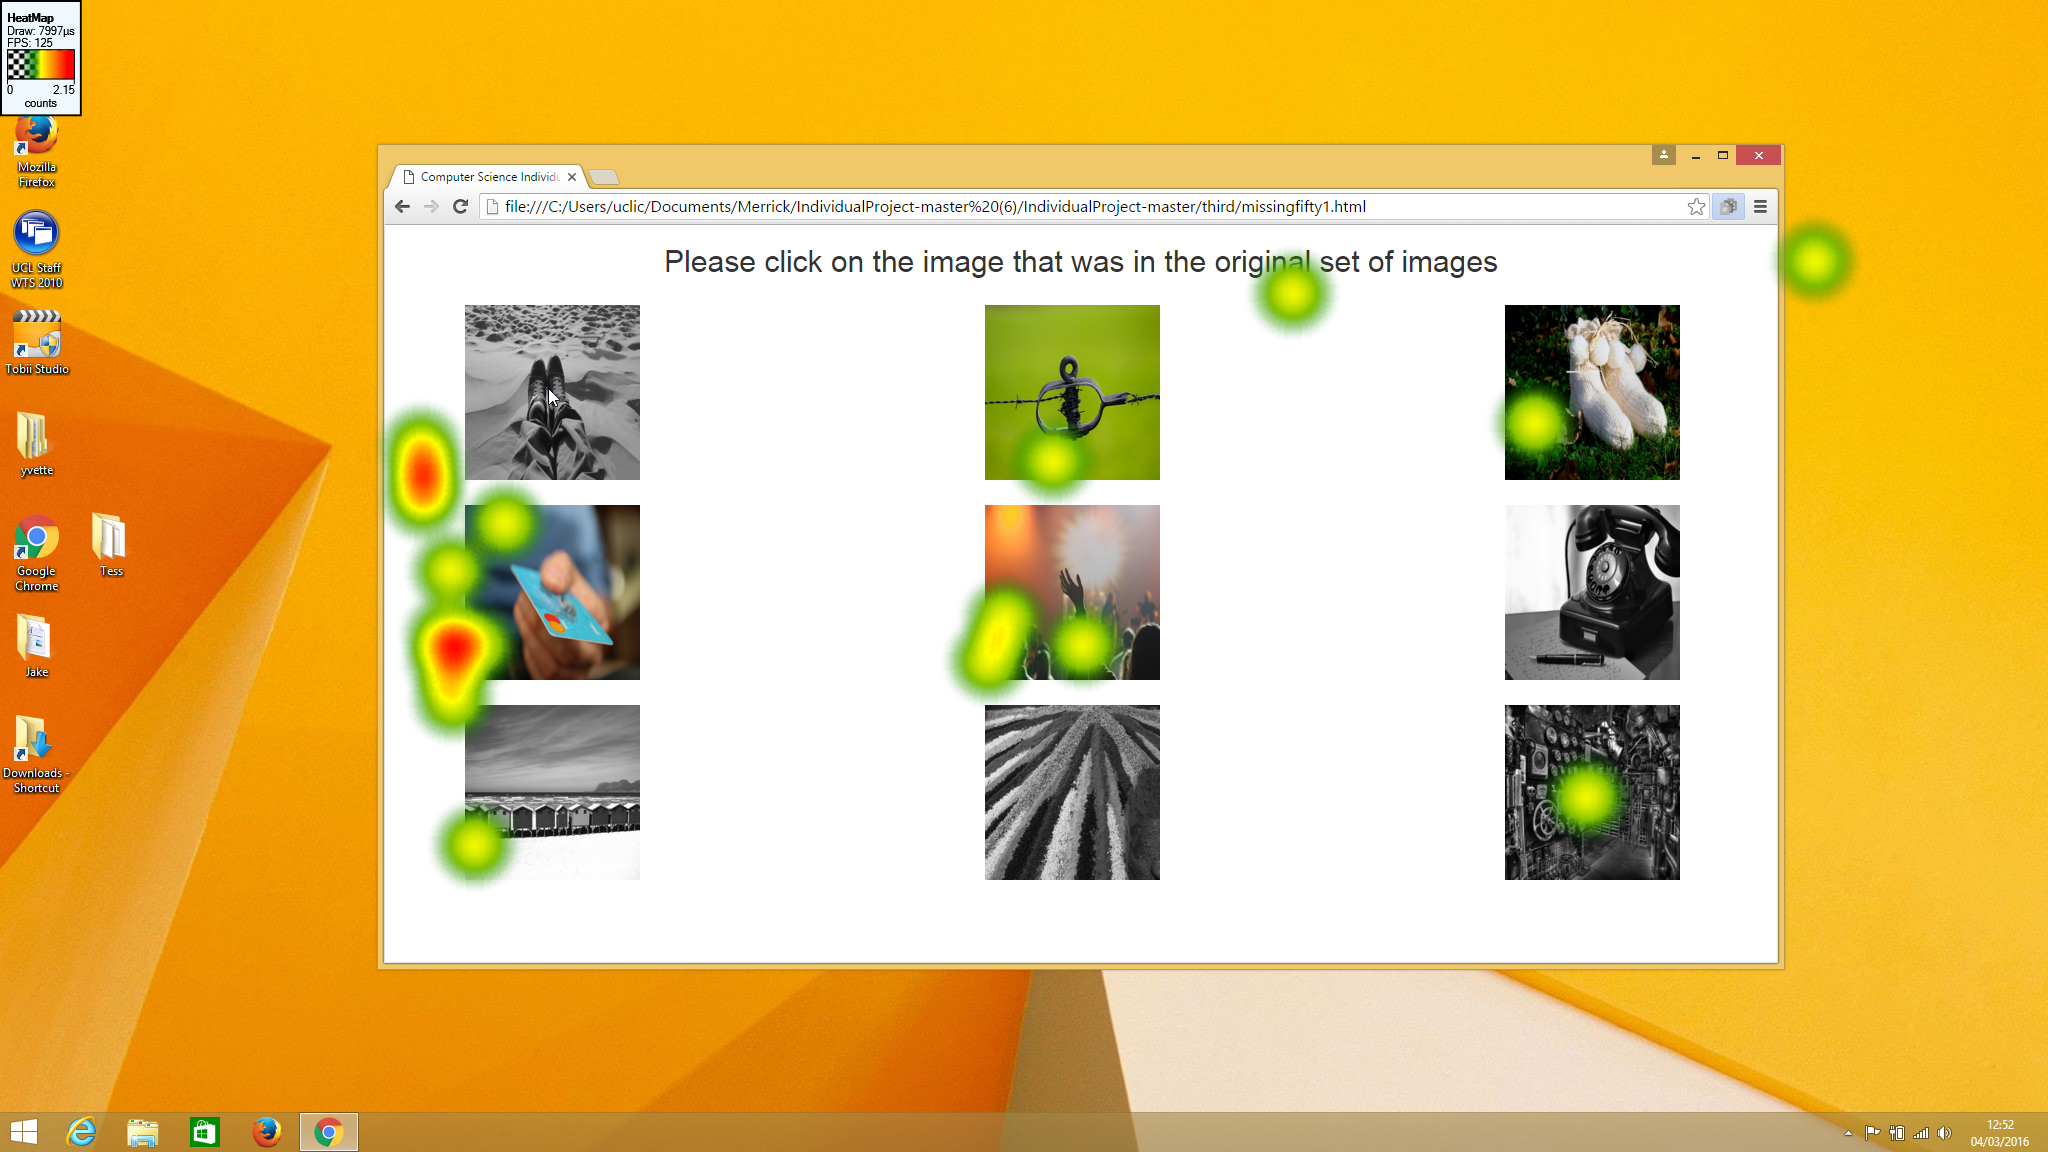 HeatMap
Draw: 7997µs
FPS: 125
0 2.15
counts
Mozilla
Firefox
UCL Staff
WTS 2010
Tobii Studio
yvette
Google
Chrome
Tess
Jake
Downloads -
Shortcut
Computer Science Individu
file:///C:/Users/uclic/Documents/Merrick/IndividualProject-master%20(6)/IndividualProject-master/third/missingfifty1.html
Please click on the image that was in the original set of images
12:52
04/03/2016